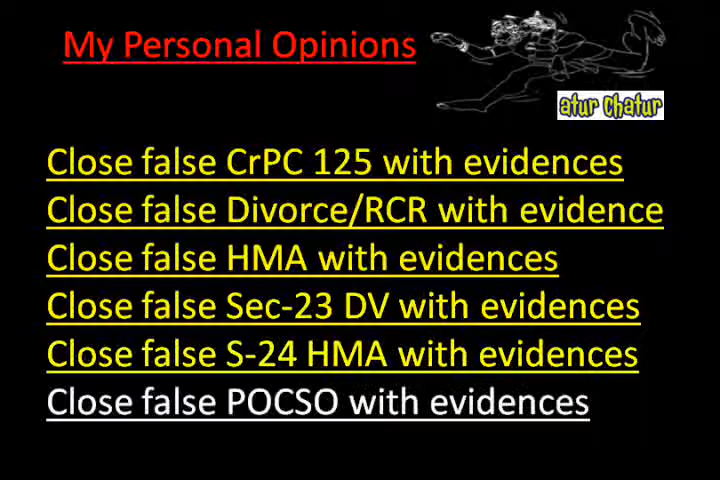 My Personal Opinions
atur chatur
Close false CrPC 125 with evidences
Close false Divorce/RCR with evidence
Close false HMA with evidences
Close false Sec-23 DV with evidences
Close false S-24 HMA with evidences
Close false POCSO with evidences